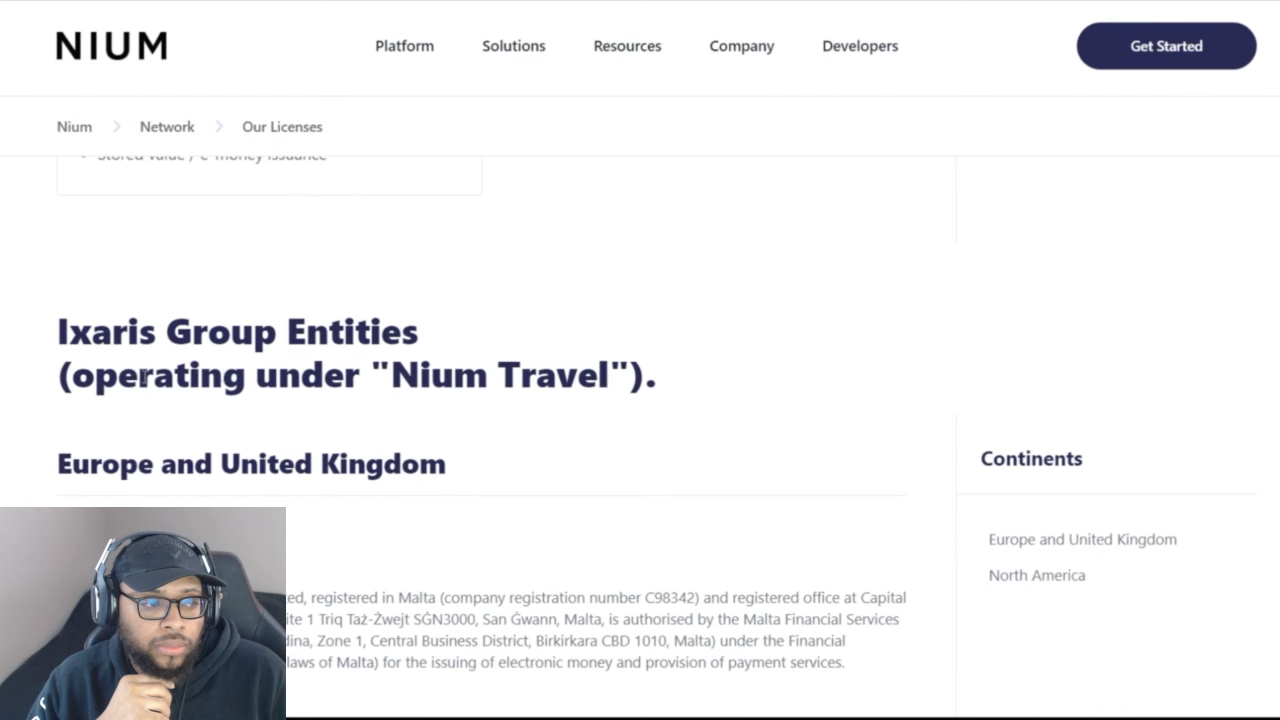 NIUM
Platform
Solutions
Resources
Company
Developers
Get Started
Nium
Network
Our Licenses
Stored value / e-money issuance
Ixaris Group Entities
(operating under "Nium Travel").
Europe and United Kingdom
Continents
Europe and United Kingdom
North America
ed, registered in Malta (company registration number C98342) and registered office at Capital
ite 1 Triq Taż-Żwejt SĠN3000, San Ġwann, Malta, is authorised by the Malta Financial Services
dina, Zone 1, Central Business District, Birkirkara CBD 1010, Malta) under the Financial
laws of Malta) for the issuing of electronic money and provision of payment services.